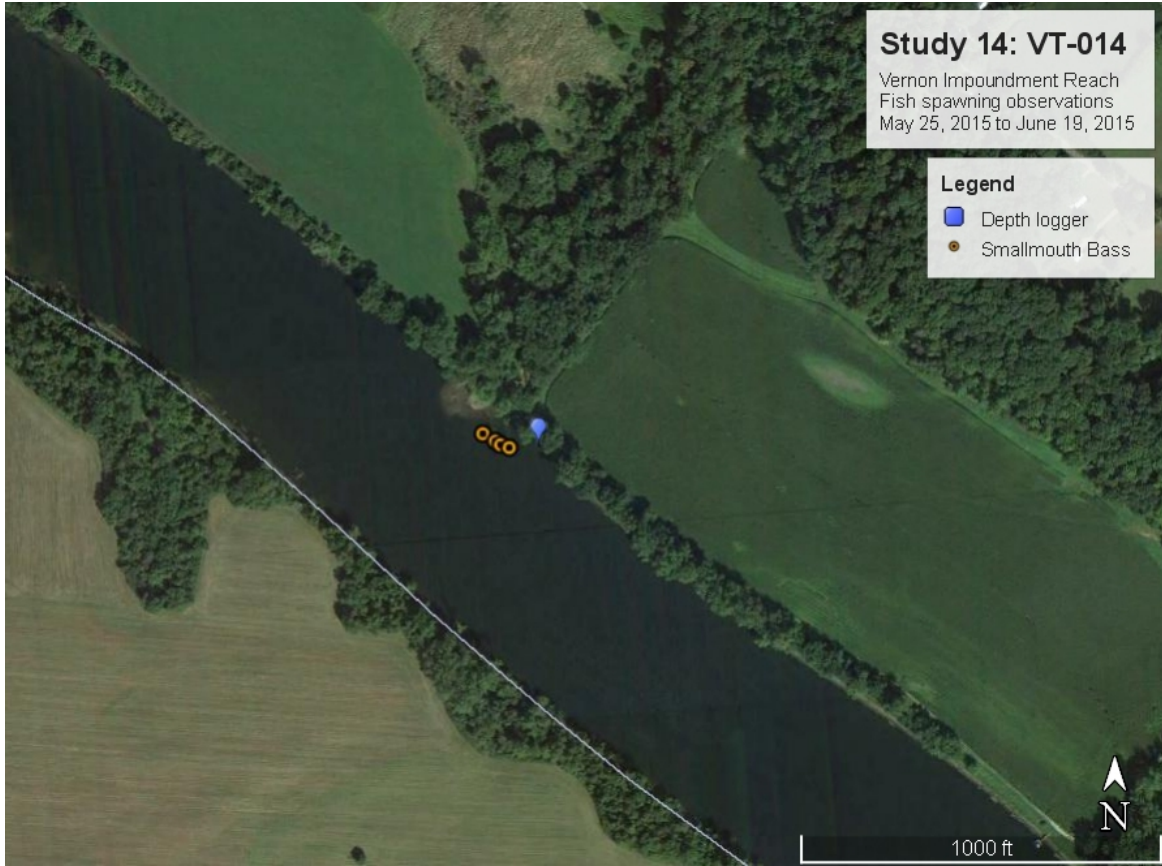 Study 14: VT-014
Vernon Impoundment Reach
Fish spawning observations
May 25, 2015 to June 19, 2015
Legend
Depth logger
Smallmouth Bass
N
1000 ft